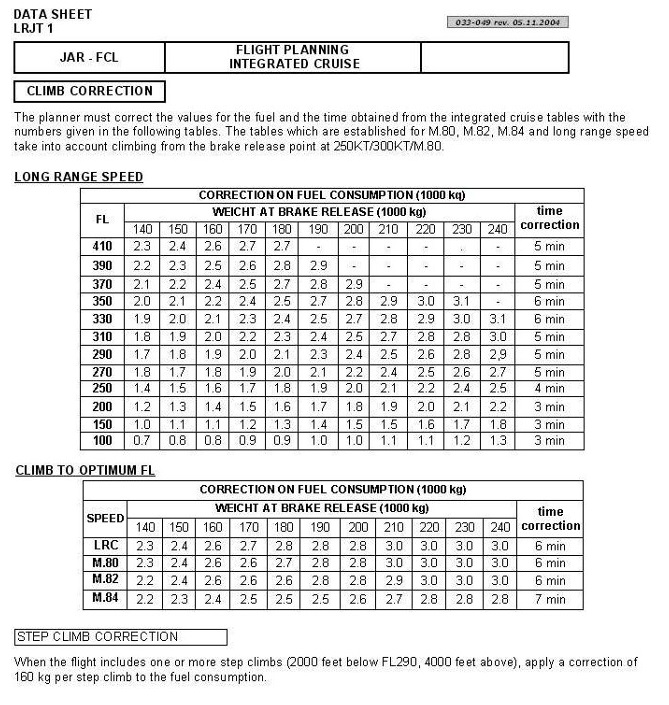 DATA SHEET
LRJT 1
033-049 rev. 05.11.2004
JAR - FCL
FLIGHT PLANNING
INTEGRATED CRUISE
CLIMB CORRECTION
The planner must correct the values for the fuel and the time obtained from the integrated cruise tables with the
numbers given in the following tables. The tables which are established for M.80, M.82, M.84 and long range speed
take into account climbing from the brake release point at 250KT/300KT/M.80.
LONG RANGE SPEED
CORRECTION ON FUEL CONSUMPTION (1000 kg)
FL
WEICHT AT BRAKE RELEASE (1000 kg)
time
correction
140 150 160 170 180 190 200 210 220 230 240
410 2.3 2.4 2.6 2.7 2.7 - - - - . - 5 min
390 2.2 2.3 2.5 2.6 2.8 2.9 - - - - - 5 min
370 2.1 2.2 2.4 2.5 2.7 2.8 2.9 - - - - 5 min
350 2.0 2.1 2.2 2.4 2.5 2.7 2.8 2.9 3.0 3.1 - 6 min
330 1.9 2.0 2.1 2.3 2.4 2.5 2.7 2.8 2.9 3.0 3.1 6 min
310 1.8 1.9 2.0 2.2 2.3 2.4 2.5 2.7 2.8 2.8 3.0 5 min
290 1.7 1.8 1.9 2.0 2.1 2.3 2.4 2.5 2.6 2.8 2,9 5 min
270 1.8 1.7 1.8 1.9 2.0 2.1 2.2 2.4 2.5 2.6 2.7 5 min
250 1.4 1.5 1.6 1.7 1.8 1.9 2.0 2.1 2.2 2.4 2.5 4 min
200 1.2 1.3 1.4 1.5 1.6 1.7 1.8 1.9 2.0 2.1 2.2 3 min
150 1.0 1.1 1.1 1.2 1.3 1.4 1.5 1.5 1.6 1.7 1.8 3 min
100 0.7 0.8 0.8 0.9 0.9 1.0 1.0 1.1 1.1 1.2 1.3 3 min
CLIMB TO OPTIMUM FL
CORRECTION ON FUEL CONSUMPTION (1000 kg)
SPEED
WEICHT AT BRAKE RELEASE (1000 kg)
time
correction
140 150 160 170 180 190 200 210 220 230 240
LRC 2.3 2.4 2.6 2.7 2.8 2.8 2.8 3.0 3.0 3.0 3.0 6 min
M.80 2.3 2.4 2.6 2.6 2.7 2.8 2.8 3.0 3.0 3.0 3.0 6 min
M.82 2.2 2.4 2.6 2.6 2.6 2.8 2.8 2.9 3.0 3.0 3.0 6 min
M.84 2.2 2.3 2.4 2.5 2.5 2.5 2.6 2.7 2.8 2.8 2.8 7 min
STEP CLIMB CORRECTION
When the flight includes one or more step climbs (2000 feet below FL290, 4000 feet above), apply a correction of
160 kg per step climb to the fuel consumption.